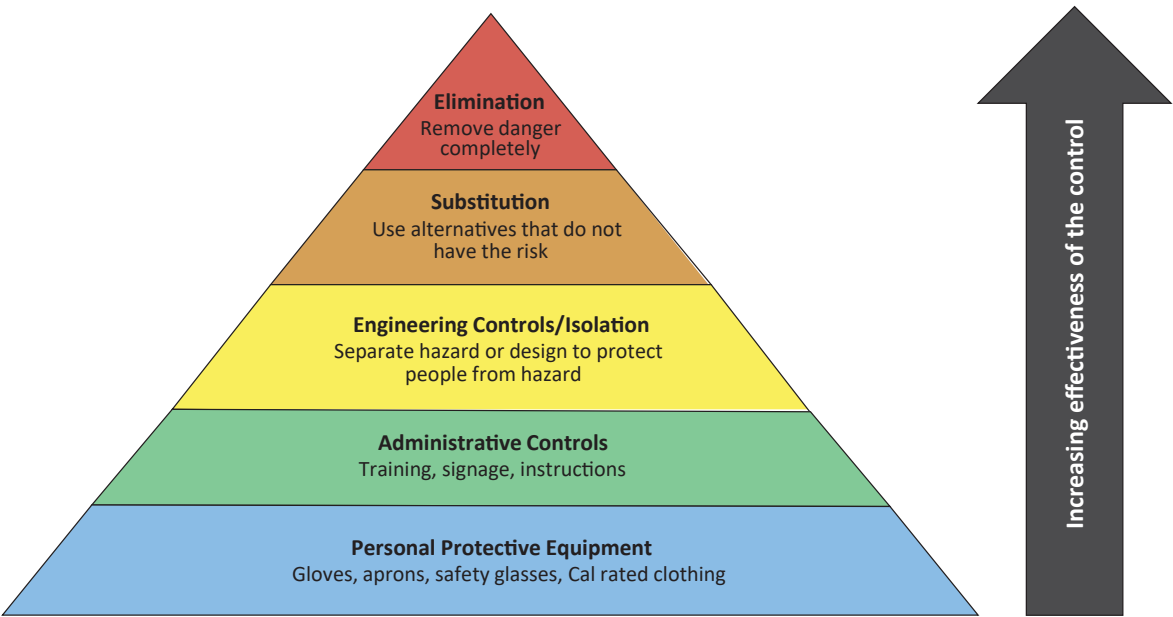 Elimination
Remove danger
completely
Substitution
Use alternatives that do not
have the risk
Engineering Controls/Isolation
Separate hazard or design to protect
people from hazard
Administrative Controls
Training, signage, instructions
Personal Protective Equipment
Gloves, aprons, safety glasses, Cal rated clothing
Increasing effectiveness of the control